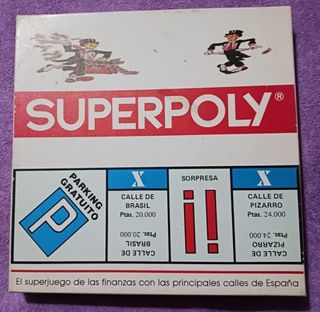 SUPERPOLY®
PARKING
GRATUITO
P
X
CALLE DE
BRASIL
Ptas. 20.000
CALLE DE
BRASIL
Ptas. 20.000
SORPRESA
¡!
X
CALLE DE
PIZARRO
Ptas. 24.000
CALLE DE
PIZARRO
Ptas. 24.000
El superjuego de las finanzas con las principales calles de España